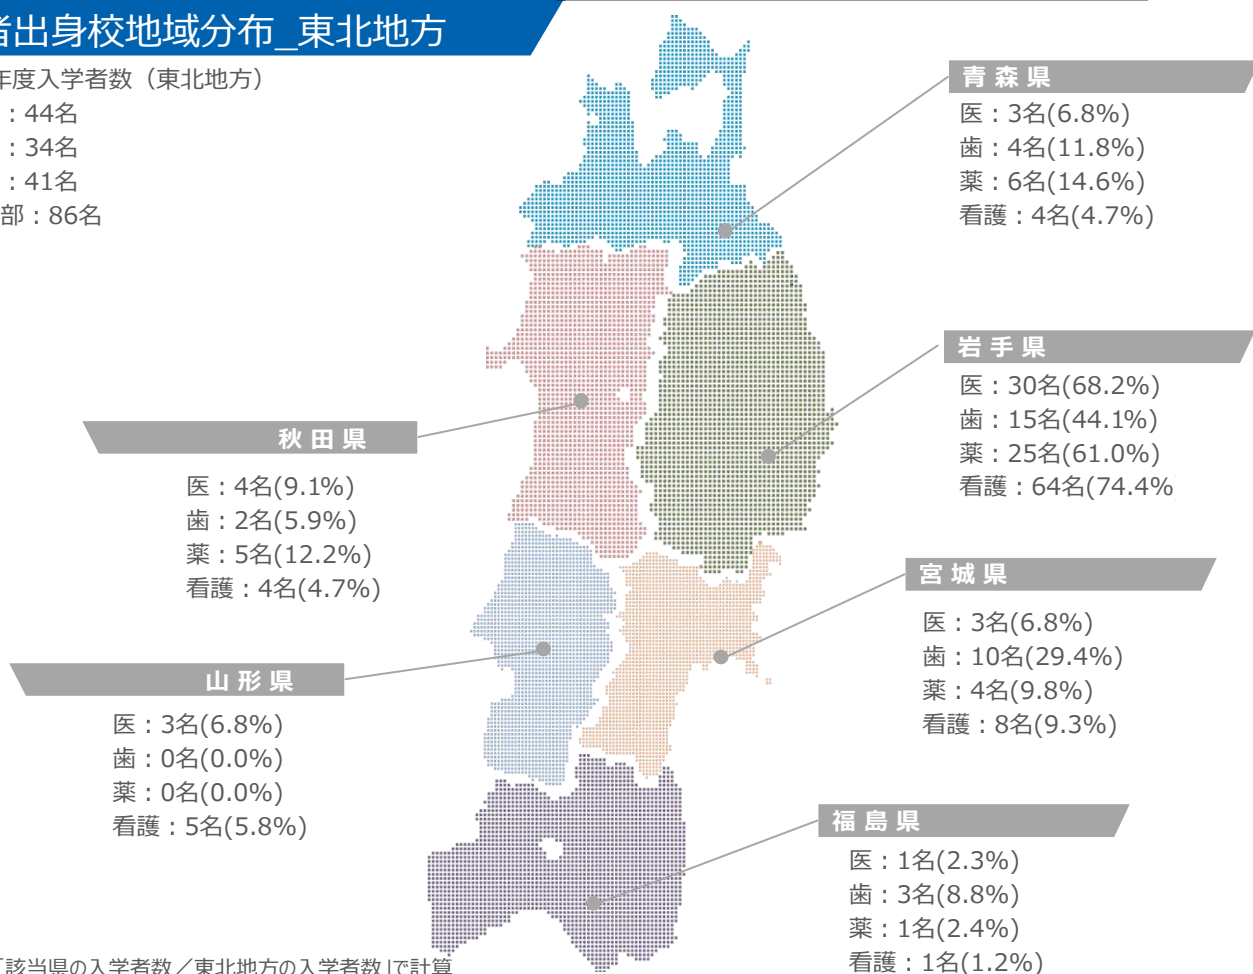 者出身校地域分布_東北地方
年度入学者数（東北地方）
：44名
：34名
：41名
部：86名
青森県
医：3名(6.8%)
歯：4名(11.8%)
薬：6名(14.6%)
看護：4名(4.7%)
岩手県
医：30名(68.2%)
歯：15名(44.1%)
薬：25名(61.0%)
看護：64名(74.4%
秋田県
医：4名(9.1%)
歯：2名(5.9%)
薬：5名(12.2%)
看護：4名(4.7%)
宮城県
医：3名(6.8%)
歯：10名(29.4%)
薬：4名(9.8%)
看護：8名(9.3%)
山形県
医：3名(6.8%)
歯：0名(0.0%)
薬：0名(0.0%)
看護：5名(5.8%)
福島県
医：1名(2.3%)
歯：3名(8.8%)
薬：1名(2.4%)
看護：1名(1.2%)
「該当県の入学者数／東北地方の入学者数」で計算